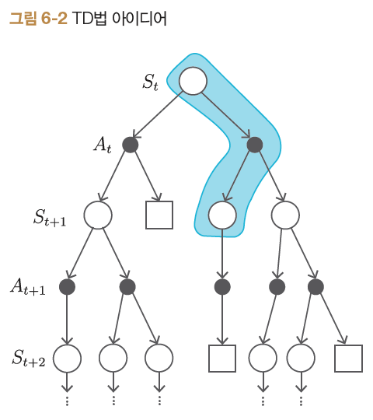 그림 6-2 TD법 아이디어
S_t
A_t
S_{t+1}
A_{t+1}
S_{t+2}